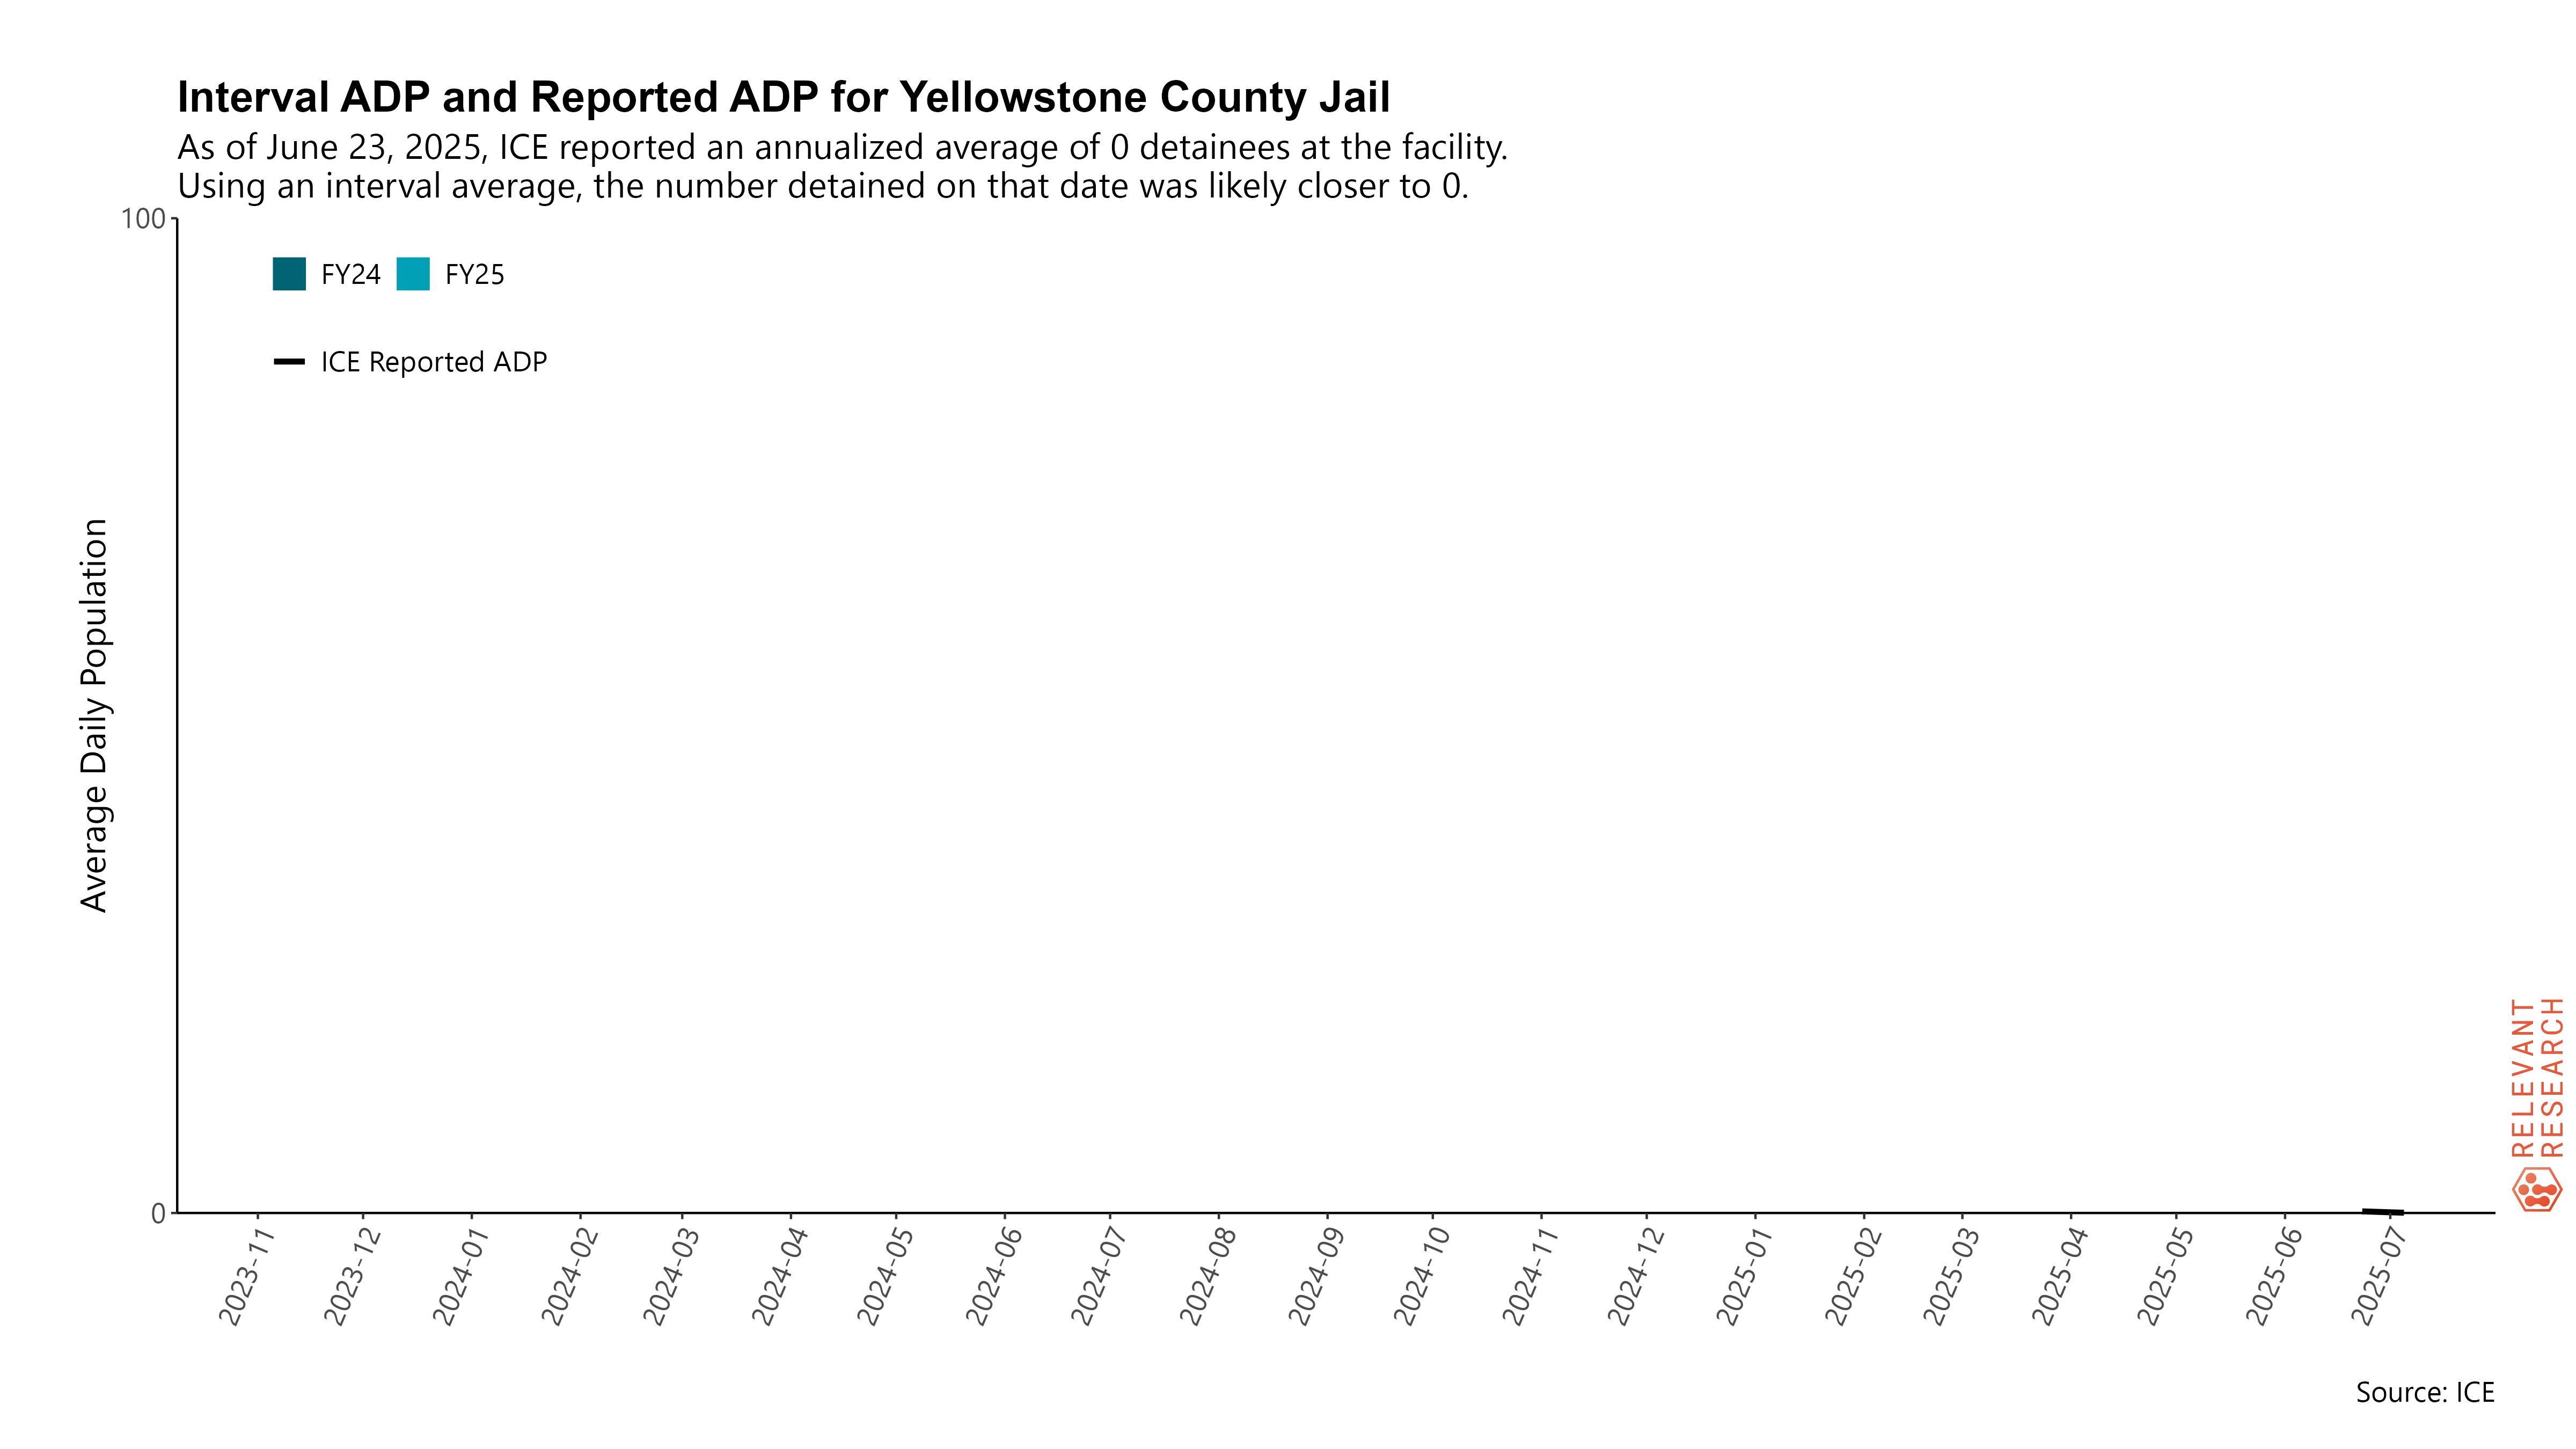 Interval ADP and Reported ADP for Yellowstone County Jail
As of June 23, 2025, ICE reported an annualized average of 0 detainees at the facility.
Using an interval average, the number detained on that date was likely closer to 0.
100
FY24 FY25
ICE Reported ADP
Average Daily Population
0
2023-11
2023-12
2024-01
2024-02
2024-03
2024-04
2024-05
2024-06
2024-07
2024-08
2024-09
2024-10
2024-11
2024-12
2025-01
2025-02
2025-03
2025-04
2025-05
2025-06
2025-07
RELEVANT
RESEARCH
Source: ICE